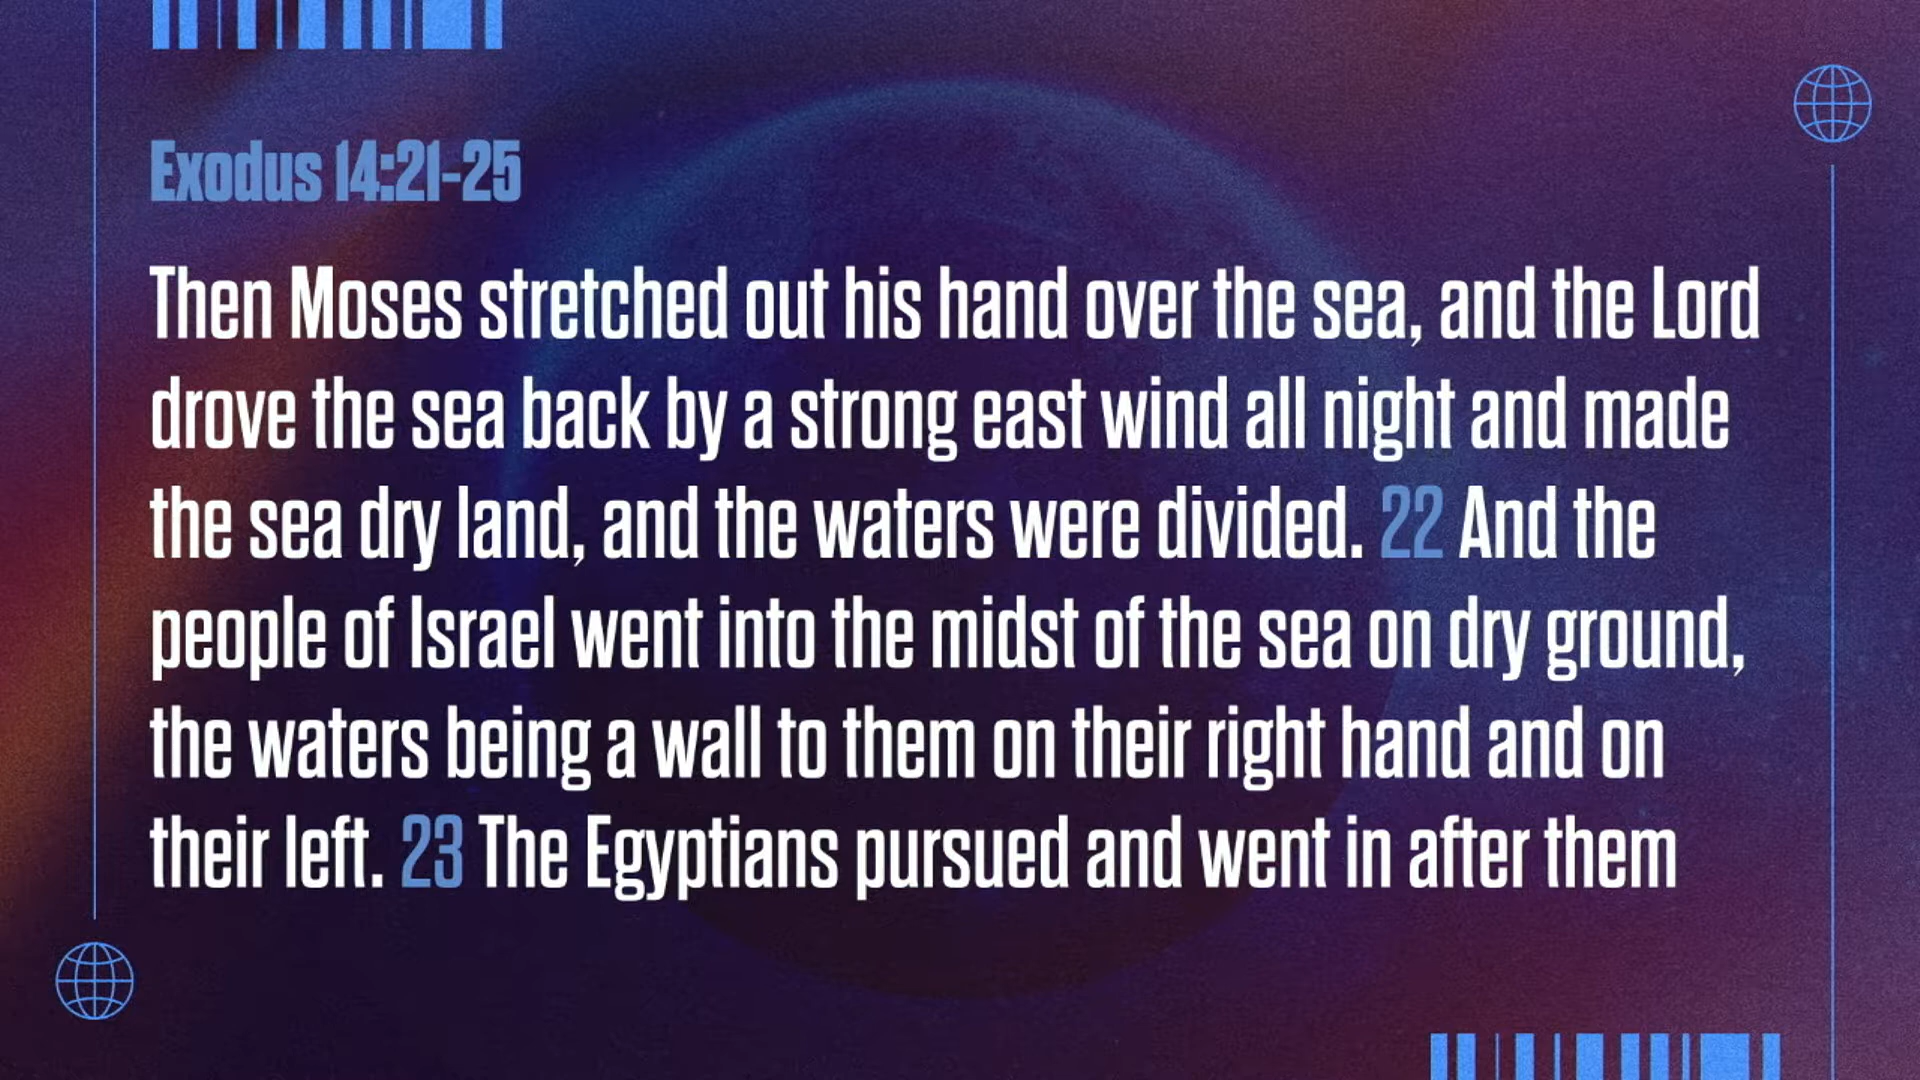 Exodus 14:21-25
Then Moses stretched out his hand over the sea, and the Lord
drove the sea back by a strong east wind all night and made
the sea dry land, and the waters were divided. 22 And the
people of Israel went into the midst of the sea on dry ground,
the waters being a wall to them on their right hand and on
their left. 23 The Egyptians pursued and went in after them